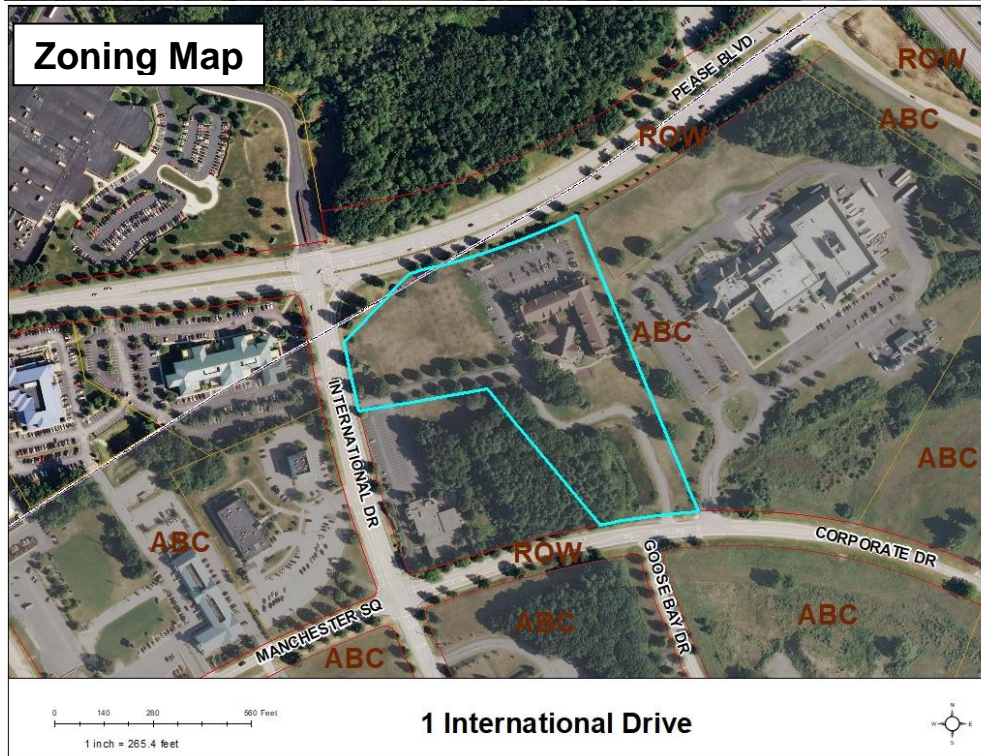 Zoning Map
PEASE BLVD
ROW
ROW
ABC
ABC
ABC
INTERNATIONAL DR
ABC
ROW
CORPORATE DR
GOOSE BAY DR
MANCHESTER SQ
ABC
ABC
ABC
0 140 280 560 Feet
1 inch = 265.4 feet
1 International Drive
N
W E
S